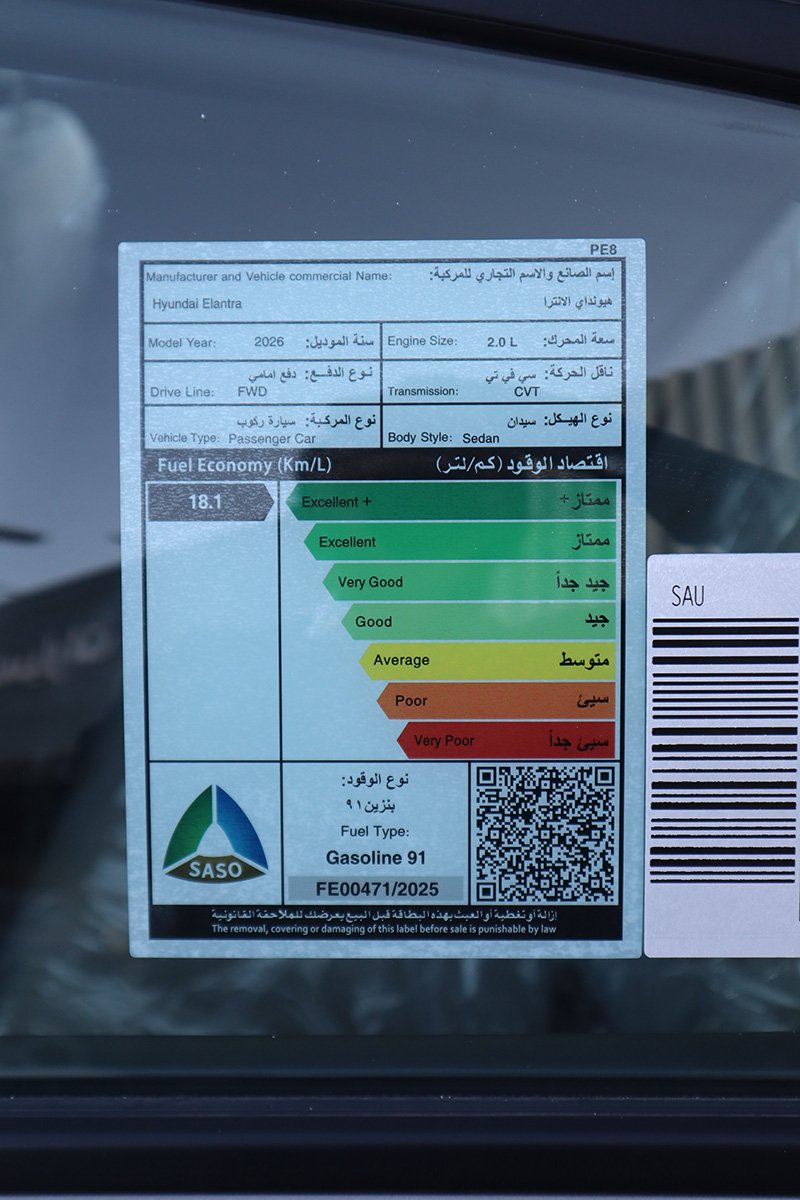 PE8
Manufacturer and Vehicle commercial Name: إسم الصانع والاسم التجاري للمركبة:
Hyundai Elantra هيونداي الانترا
Model Year: 2026 سنة الموديل:
Engine Size: 2.0 L سعة المحرك:
نوع الدفع: دفع امامي
Drive Line: FWD
ناقل الحركة: سي في تي
Transmission: CVT
نوع المركبة: سيارة ركوب
Vehicle Type: Passenger Car
نوع الهيكل: سيدان
Body Style: Sedan
Fuel Economy (Km/L) اقتصاد الوقود (كم/لتر)
18.1
Excellent + ممتاز +
Excellent ممتاز
Very Good جيد جداً
Good جيد
Average متوسط
Poor سيئ
Very Poor سيئ جداً
SASO
نوع الوقود:
بنزين ٩١
Fuel Type:
Gasoline 91
FE00471/2025
إزالة أو تغطية أو العبث بهذه البطاقة قبل البيع يعرضك للملاحقة القانونية
The removal, covering or damaging of this label before sale is punishable by law
SAU